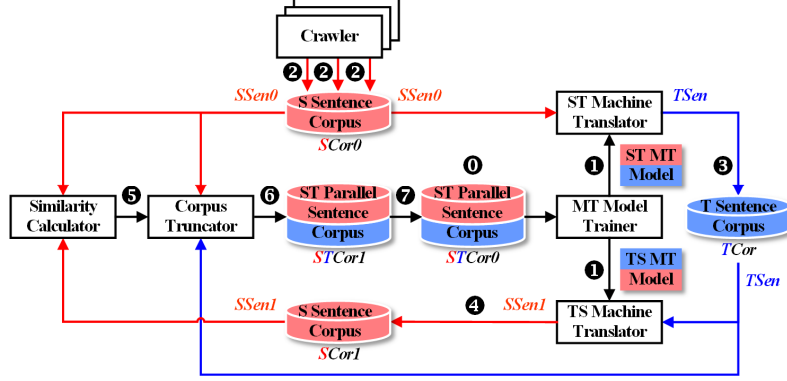 Crawler
❷ ❷ ❷
SSen0
S Sentence
Corpus
SCor0
SSen0
ST Machine
Translator
TSen
❶
ST MT
Model
❸
Similarity
Calculator
❺
Corpus
Truncator
❻
ST Parallel
Sentence
Corpus
STCor1
❼
⓿
ST Parallel
Sentence
Corpus
STCor0
MT Model
Trainer
T Sentence
Corpus
TCor
❶
TS MT
Model
TSen
SSen1
S Sentence
Corpus
SCor1
❹
SSen1
TS Machine
Translator